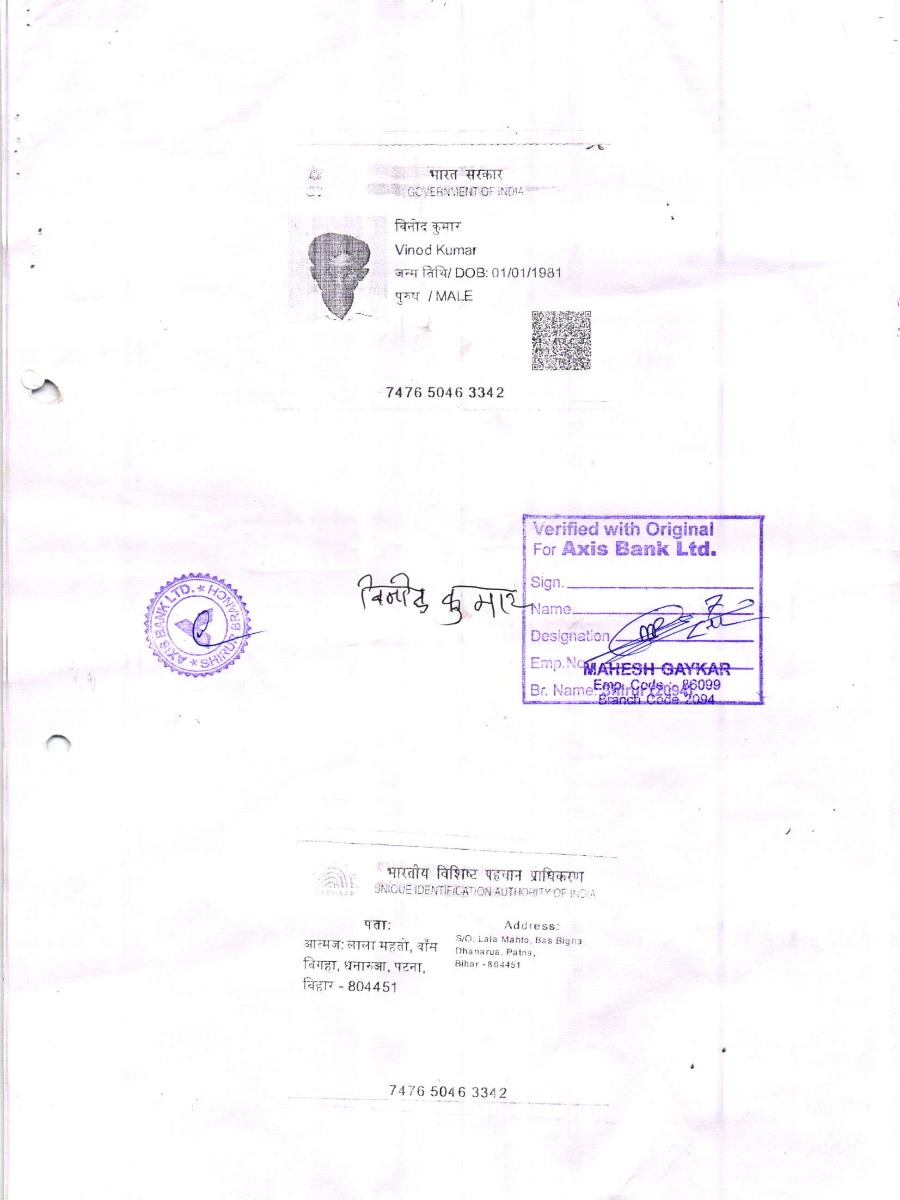 भारत सरकार
GOVERNMENT OF INDIA
विनोद कुमार
Vinod Kumar
जन्म तिथि/ DOB: 01/01/1981
पुरुष / MALE
7476 5046 3342
Verified with Original
For Axis Bank Ltd.
Sign.
Name
Designation
Emp.No
MAHESH GAYKAR
Emp. Code :- 86099
Br. Name: Shirur (2094)
Branch Code 2094
विनोद कुमार
AXIS BANK LTD. * SHIRUR BRANCH *
भारतीय विशिष्ट पहचान प्राधिकरण
UNIQUE IDENTIFICATION AUTHORITY OF INDIA
पता:
आत्मज: लाला महतो, बाँस
विगहा, धनारुआ, पटना,
बिहार - 804451
Address:
S/O: Lala Mahto, Bas Bigha,
Dhanarua, Patna,
Bihar - 804451
7476 5046 3342